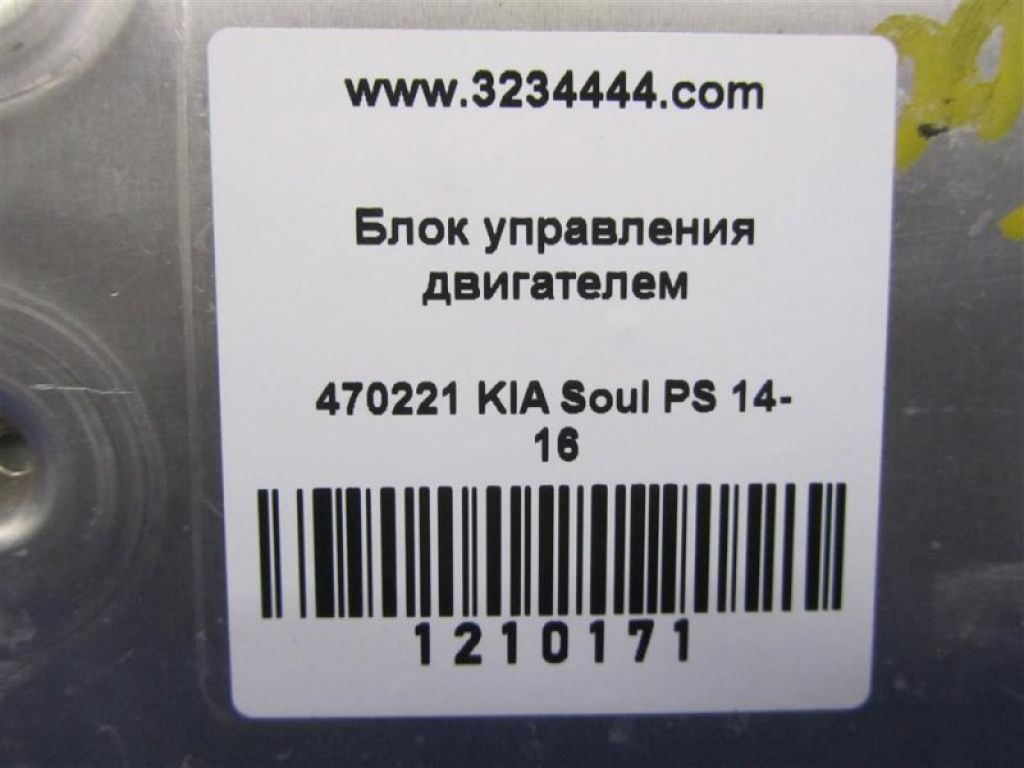 www.3234444.com
Блок управления
двигателем
470221 KIA Soul PS 14-
16
1210171